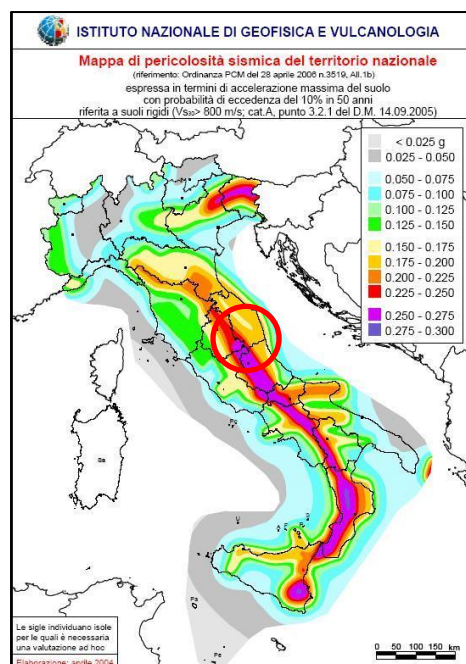 ISTITUTO NAZIONALE DI GEOFISICA E VULCANOLOGIA
Mappa di pericolosità sismica del territorio nazionale
(riferimento: Ordinanza PCM del 28 aprile 2006 n.3519, All.1b)
espressa in termini di accelerazione massima del suolo
con probabilità di eccedenza del 10% in 50 anni
riferita a suoli rigidi (Vs30> 800 m/s; cat.A, punto 3.2.1 del D.M. 14.09.2005)
< 0.025 g
0.025 - 0.050
0.050 - 0.075
0.075 - 0.100
0.100 - 0.125
0.125 - 0.150
0.150 - 0.175
0.175 - 0.200
0.200 - 0.225
0.225 - 0.250
0.250 - 0.275
0.275 - 0.300
Sa
Po
U
Pa
Pe
Le sigle individuano isole
per le quali è necessaria
una valutazione ad hoc
Elaborazione: aprile 2004
0 50 100 150
km